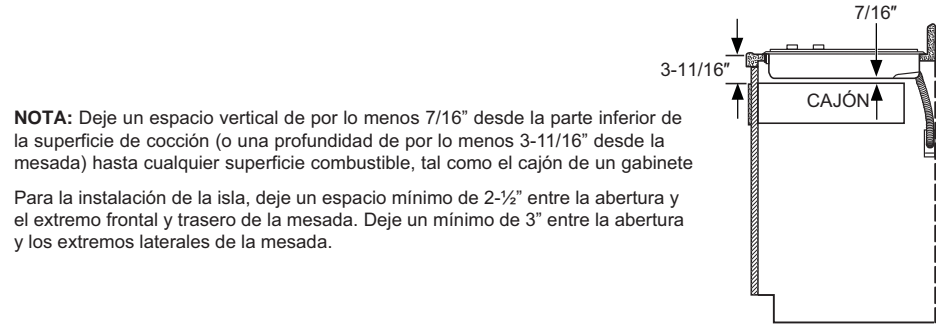 7/16″
3-11/16″
CAJÓN
NOTA: Deje un espacio vertical de por lo menos 7/16” desde la parte inferior de
la superficie de cocción (o una profundidad de por lo menos 3-11/16” desde la
mesada) hasta cualquier superficie combustible, tal como el cajón de un gabinete
Para la instalación de la isla, deje un espacio mínimo de 2-½” entre la abertura y
el extremo frontal y trasero de la mesada. Deje un mínimo de 3” entre la abertura
y los extremos laterales de la mesada.